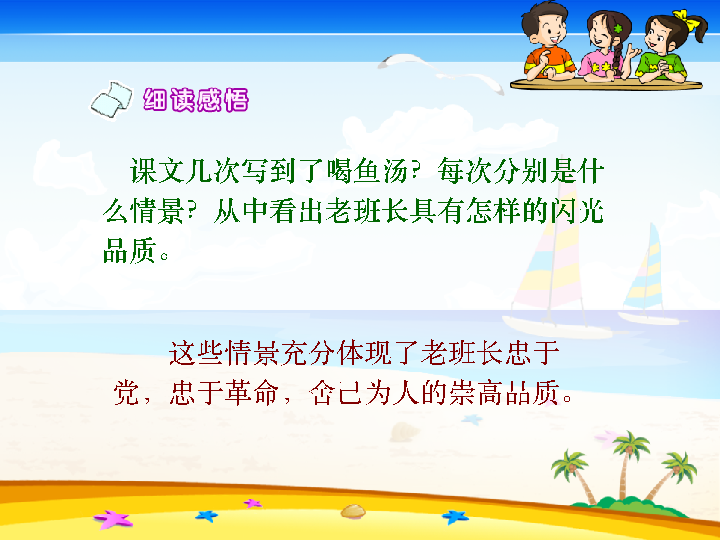 细读感悟
课文几次写到了喝鱼汤？每次分别是什
么情景？从中看出老班长具有怎样的闪光
品质。
这些情景充分体现了老班长忠于
党，忠于革命，舍己为人的崇高品质。